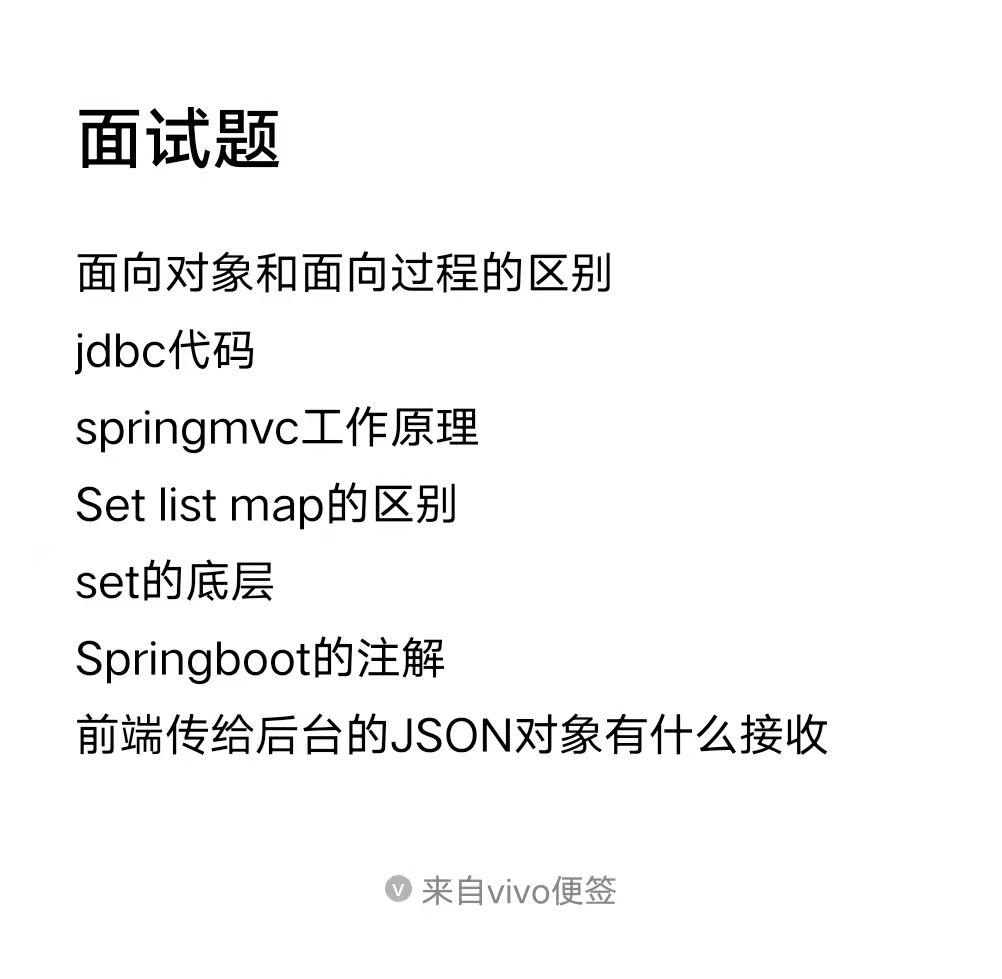 面试题
面向对象和面向过程的区别
jdbc代码
springmvc工作原理
Set list map的区别
set的底层
Springboot的注解
前端传给后台的JSON对象有什么接收
来自vivo便签